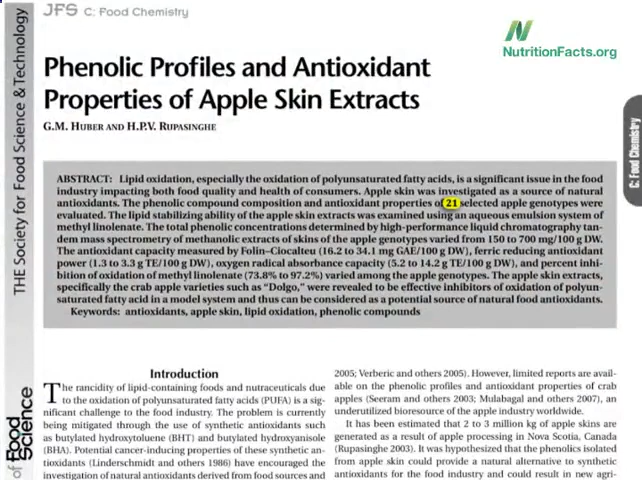 JFS C: Food Chemistry
NutritionFacts.org
THE Society for Food Science & Technology
Phenolic Profiles and Antioxidant
Properties of Apple Skin Extracts
G.M. HUBER AND H.P.V. RUPASINGHE
C: Food Chemistry
ABSTRACT: Lipid oxidation, especially the oxidation of polyunsaturated fatty acids, is a significant issue in the food
industry impacting both food quality and health of consumers. Apple skin was investigated as a source of natural
antioxidants. The phenolic compound composition and antioxidant properties of 21 selected apple genotypes were
evaluated. The lipid stabilizing ability of the apple skin extracts was examined using an aqueous emulsion system of
methyl linolenate. The total phenolic concentrations determined by high-performance liquid chromatography tan-
dem mass spectrometry of methanolic extracts of skins of the apple genotypes varied from 150 to 700 mg/100 g DW.
The antioxidant capacity measured by Folin–Ciocalteu (16.2 to 34.1 mg GAE/100 g DW), ferric reducing antioxidant
power (1.3 to 3.3 g TE/100 g DW), oxygen radical absorbance capacity (5.2 to 14.2 g TE/100 g DW), and percent inhi-
bition of oxidation of methyl linolenate (73.8% to 97.2%) varied among the apple genotypes. The apple skin extracts,
specifically the crab apple varieties such as “Dolgo,” were revealed to be effective inhibitors of oxidation of polyun-
saturated fatty acid in a model system and thus can be considered as a potential source of natural food antioxidants.
Keywords: antioxidants, apple skin, lipid oxidation, phenolic compounds
Introduction
The rancidity of lipid-containing foods and nutraceuticals due
to the oxidation of polyunsaturated fatty acids (PUFA) is a sig-
nificant challenge to the food industry. The problem is currently
being mitigated through the use of synthetic antioxidants such
as butylated hydroxytoluene (BHT) and butylated hydroxyanisole
(BHA). Potential cancer-inducing properties of these synthetic an-
tioxidants (Linderschmidt and others 1986) have encouraged the
investigation of natural antioxidants derived from food sources and
2005; Verberic and others 2005). However, limited reports are avail-
able on the phenolic profiles and antioxidant properties of crab
apples (Seeram and others 2003; Mulabagal and others 2007), an
underutilized bioresource of the apple industry worldwide.
It has been estimated that 2 to 3 million kg of apple skins are
generated as a result of apple processing in Nova Scotia, Canada
(Rupasinghe 2003). It was hypothesized that the phenolics isolated
from apple skin could provide a natural alternative to synthetic
antioxidants for the food industry and could result in new agri-
of Food Science